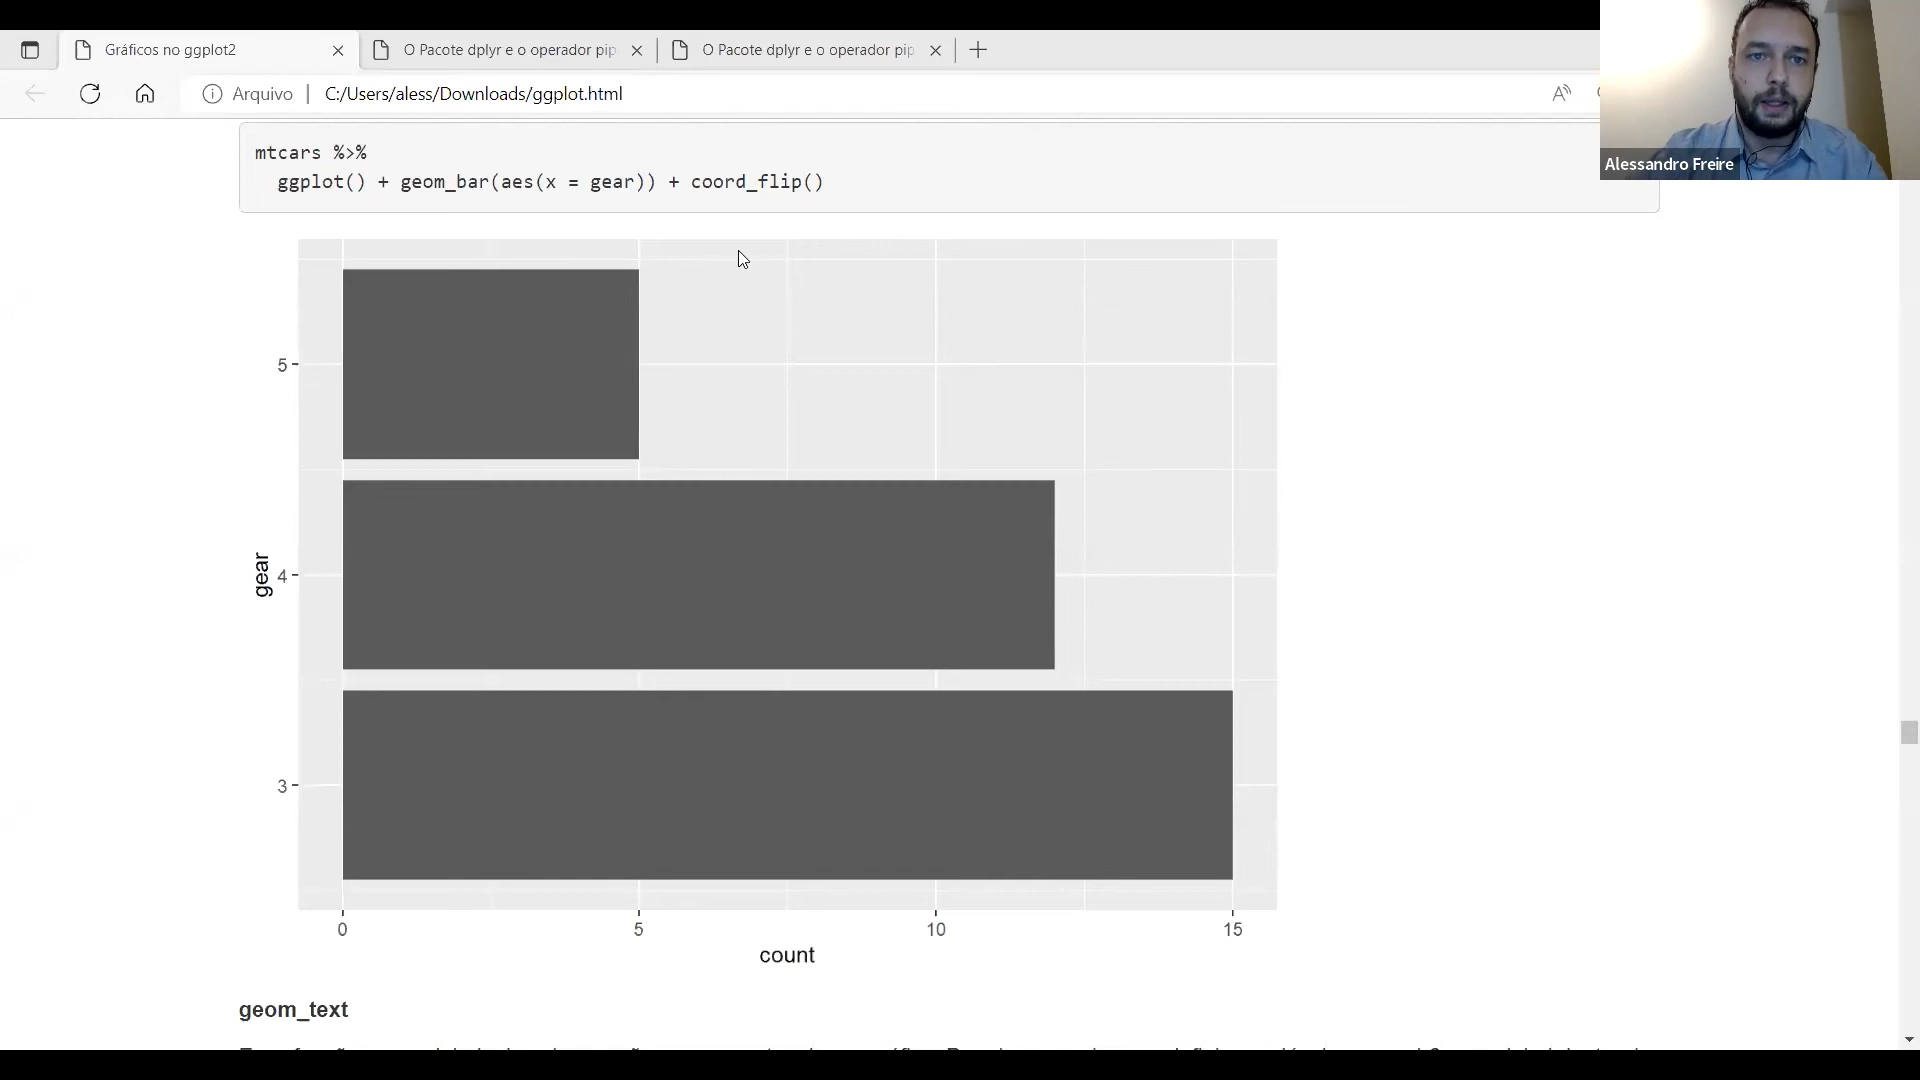 Gráficos no ggplot2
O Pacote dplyr e o operador pip
O Pacote dplyr e o operador pip
Arquivo | C:/Users/aless/Downloads/ggplot.html
Alessandro Freire
mtcars %>%
ggplot() + geom_bar(aes(x = gear)) + coord_flip()
5
4
3
gear
0 5 10 15
count
geom_text